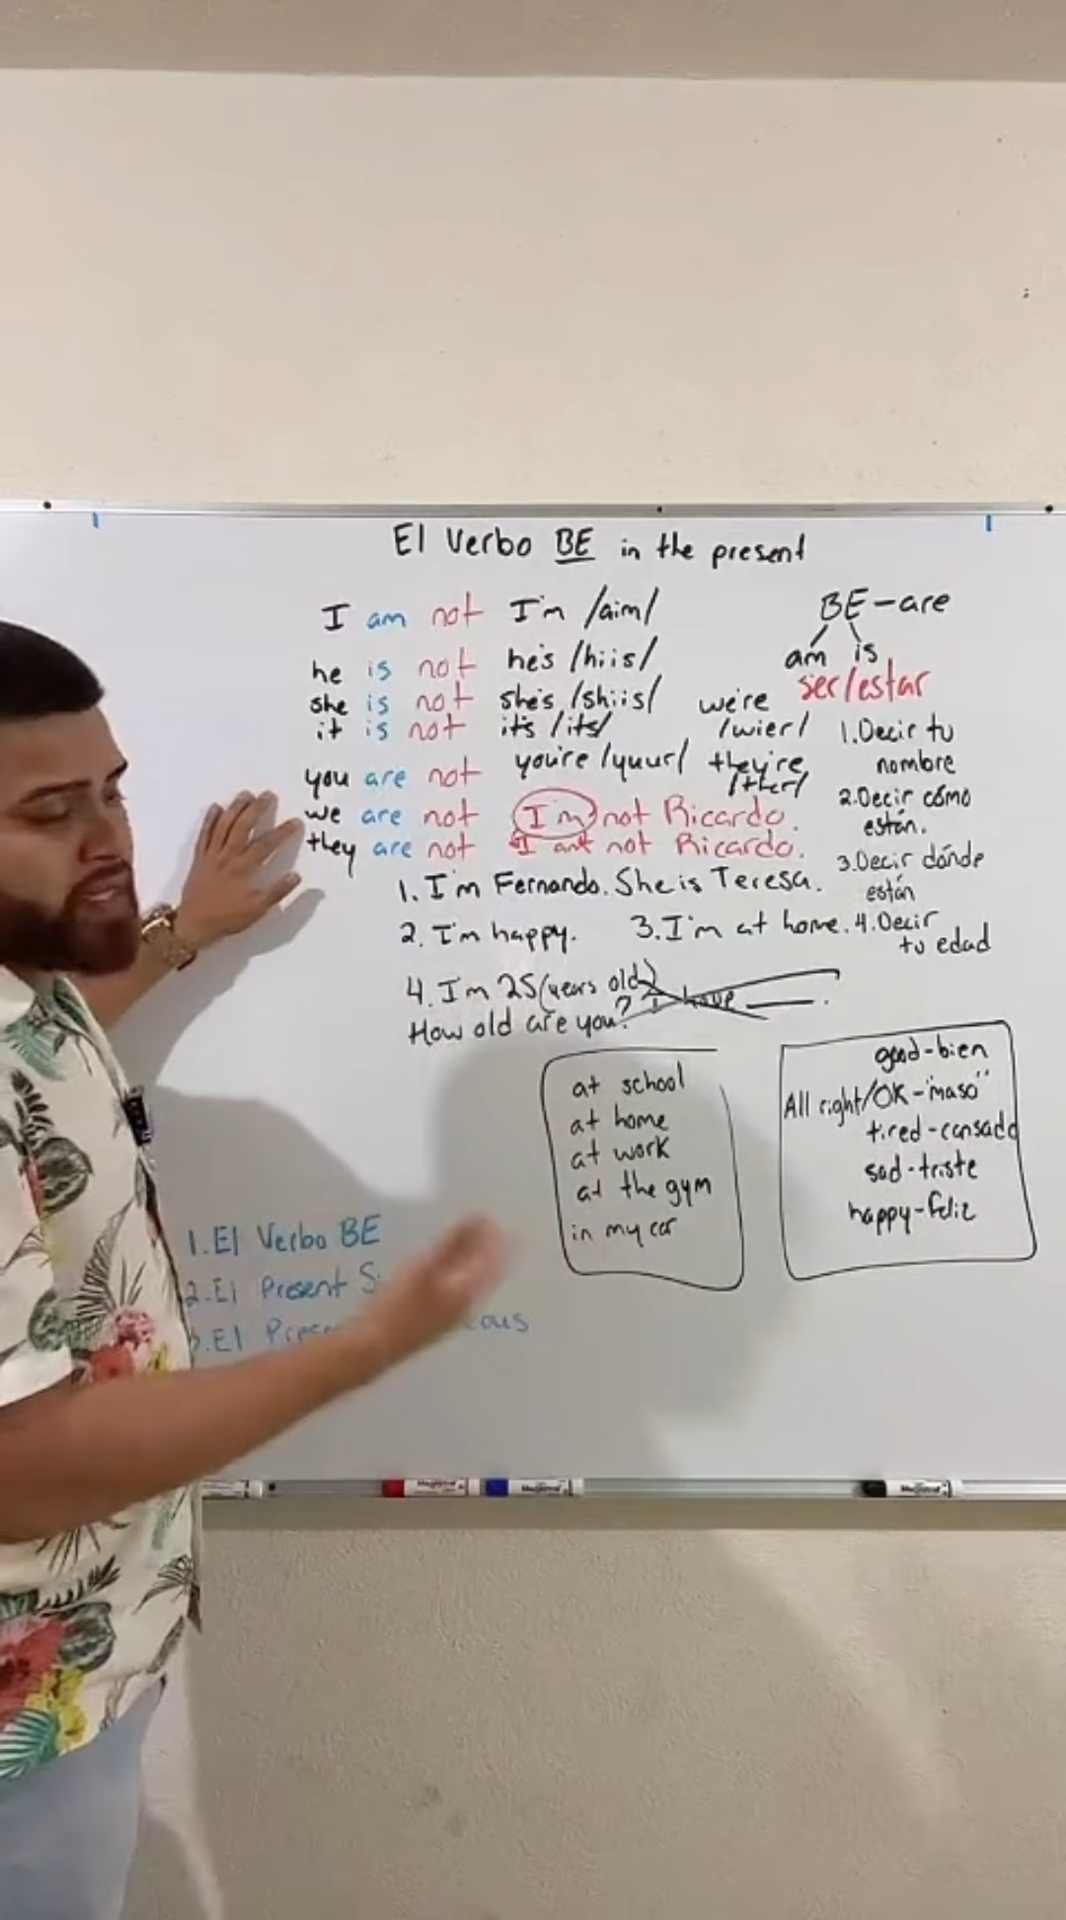 El Verbo BE in the present
I am not I'm /aim/
he is not he's /hiis/
she is not she's /shiis/
it is not it's /its/
you are not you're /yuur/
we are not
they are not
we're
/wier/
they're
/ther/
BE-are
am is
ser/estar
1.Decir tu
nombre
2.Decir cómo
están.
3.Decir dónde
están
4.Decir
tu edad
I'm not Ricardo.
I am not Ricardo.
1. I'm Fernando. She is Teresa.
2. I'm happy. 3. I'm at home.
4. I'm 25 (years old)
I have ____.
How old are you?
at school
at home
at work
at the gym
in my car
good-bien
All right/OK-"maso"
tired-cansado
sad-triste
happy-feliz
1.El Verbo BE
2.El Present
El